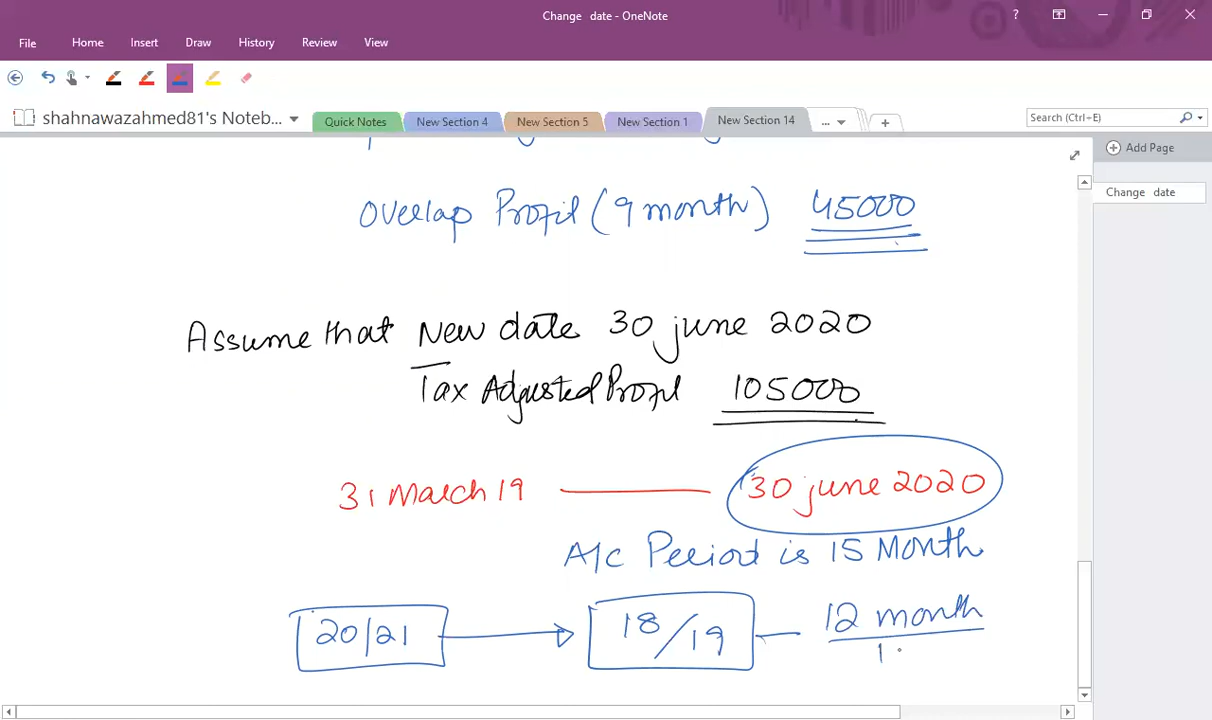 Change date - OneNote
?
File Home Insert Draw History Review View
shahnawazahmed81's Noteb... Quick Notes New Section 4 New Section 5 New Section 1 New Section 14 ... + Search (Ctrl+E)
Add Page
Change date
Overlap Profit (9 month) 45000
Assume that New date 30 june 2020
Tax Adjusted Profit 105000
31 March 19 30 june 2020
A/c Period is 15 Month
20/21 18/19 12 month